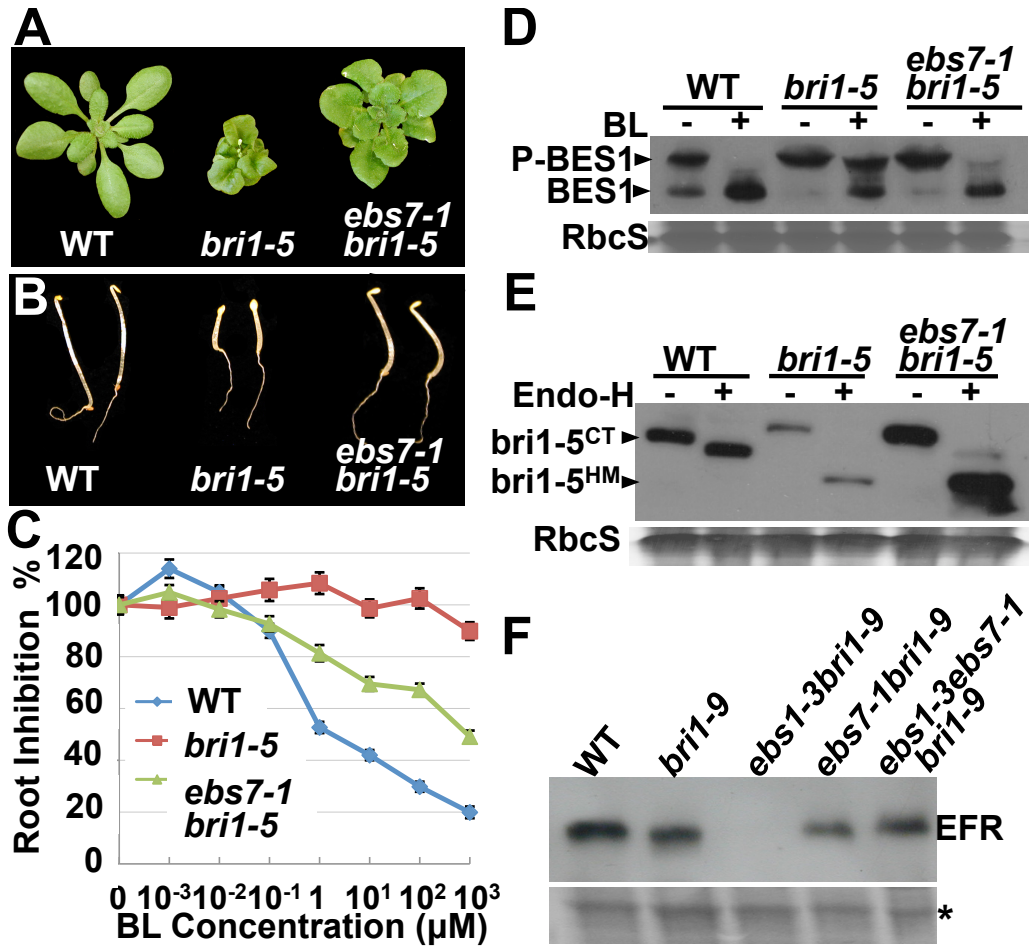 A
WT
bri1-5
ebs7-1
bri1-5
B
WT
bri1-5
ebs7-1
bri1-5
C
Root Inhibition %
120
100
80
60
40
20
0
WT
bri1-5
ebs7-1
bri1-5
0 10⁻³ 10⁻² 10⁻¹ 1 10¹ 10² 10³
BL Concentration (µM)
D
WT bri1-5 ebs7-1
bri1-5
BL - + - + - +
P-BES1
BES1
RbcS
E
WT bri1-5 ebs7-1
bri1-5
Endo-H - + - + - +
bri1-5ᶜᵀ
bri1-5ᴴᴹ
RbcS
F
WT
bri1-9
ebs1-3bri1-9
ebs7-1bri1-9
ebs1-3ebs7-1
bri1-9
EFR
*